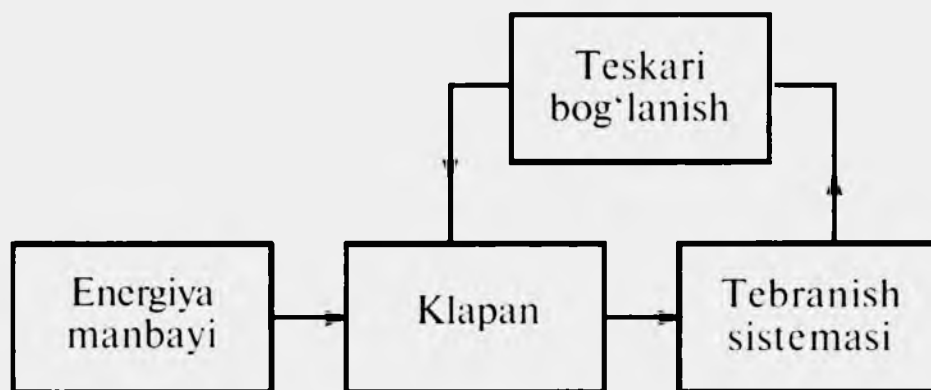 Teskari
bog‘lanish
Energiya
manbayi
Klapan
Tebranish
sistemasi